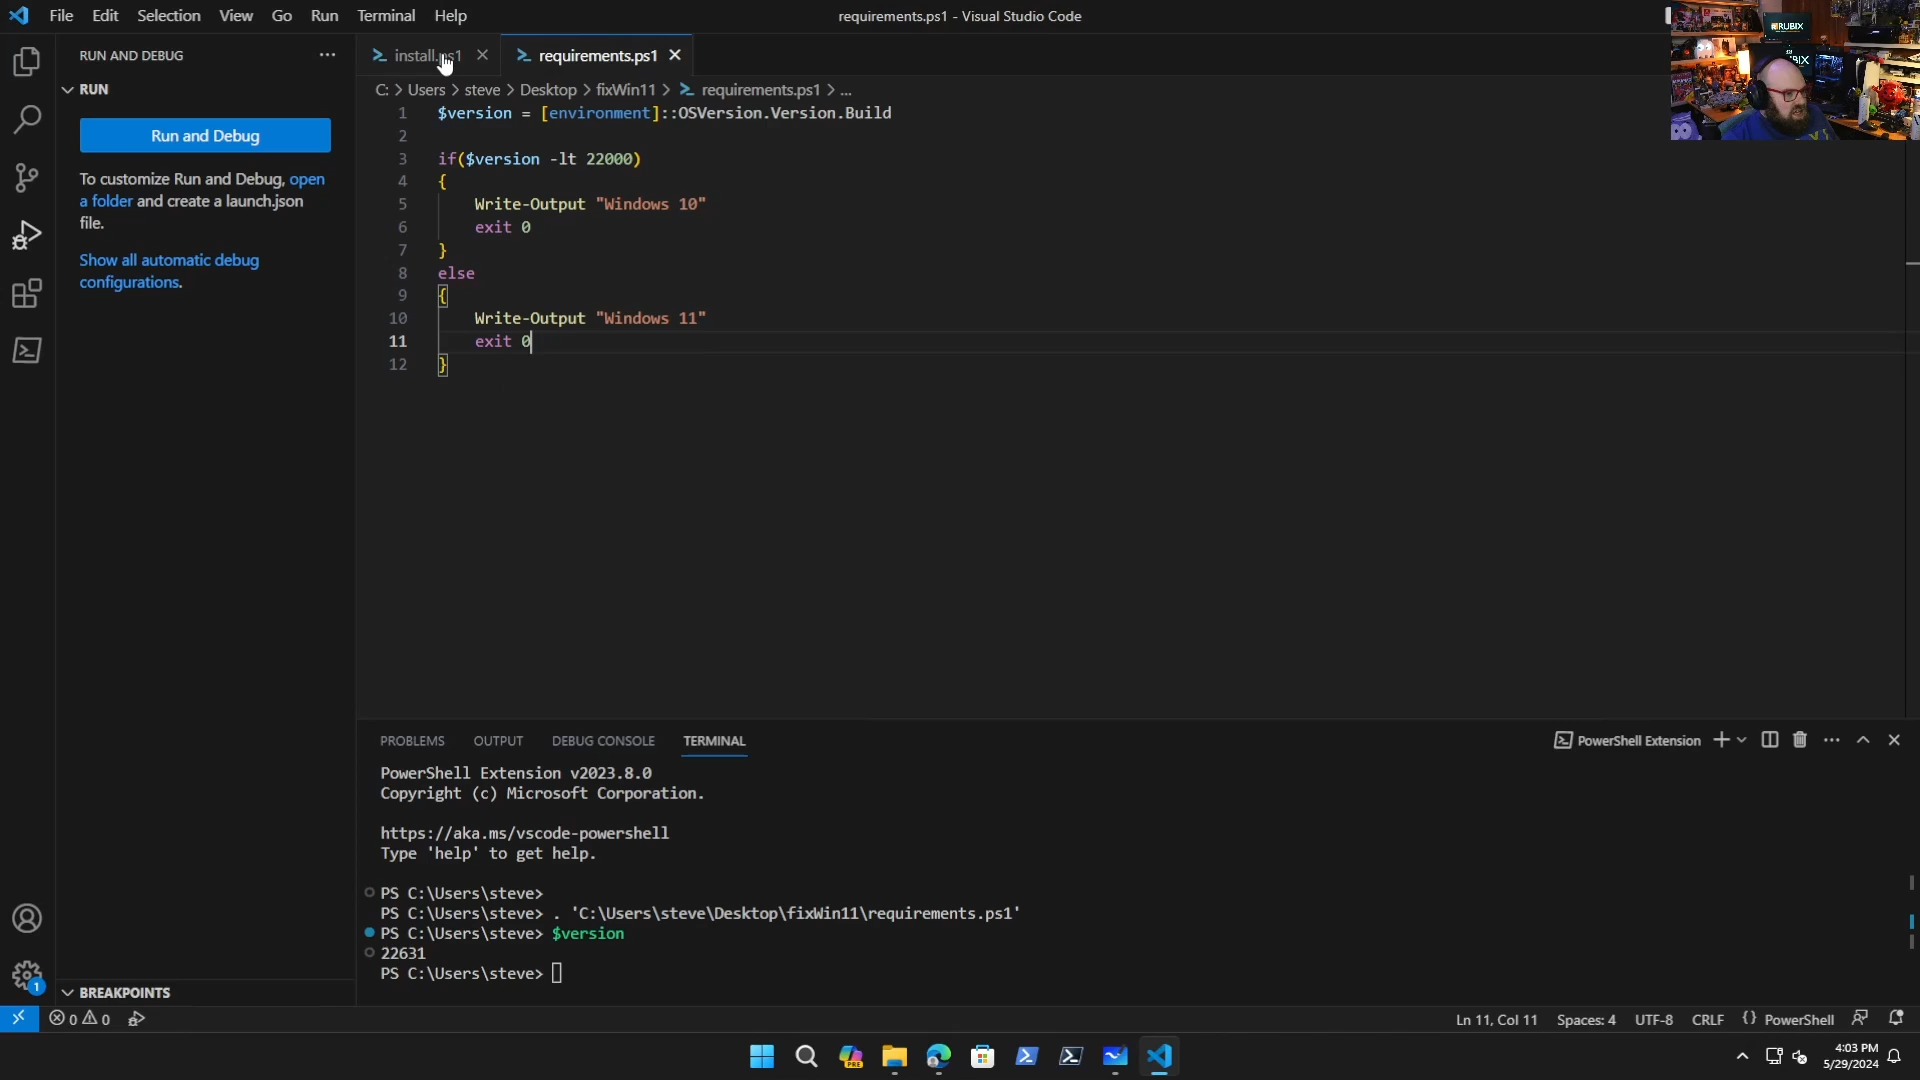 File Edit Selection View Go Run Terminal Help
requirements.ps1 - Visual Studio Code
RUN AND DEBUG
install.ps1
requirements.ps1
RUN
C: > Users > steve > Desktop > fixWin11 > requirements.ps1 > ...
Run and Debug
To customize Run and Debug, open
a folder and create a launch.json
file.
Show all automatic debug
configurations.
1 $version = [environment]::OSVersion.Version.Build
2
3 if($version -lt 22000)
4 {
5 Write-Output "Windows 10"
6 exit 0
7 }
8 else
9 {
10 Write-Output "Windows 11"
11 exit 0
12 }
RUBIX
PROBLEMS OUTPUT DEBUG CONSOLE TERMINAL
PowerShell Extension
PowerShell Extension v2023.8.0
Copyright (c) Microsoft Corporation.
https://aka.ms/vscode-powershell
Type 'help' to get help.
PS C:\Users\steve>
PS C:\Users\steve> . 'C:\Users\steve\Desktop\fixWin11\requirements.ps1'
PS C:\Users\steve> $version
22631
PS C:\Users\steve>
1
BREAKPOINTS
0 0
Ln 11, Col 11 Spaces: 4 UTF-8 CRLF {} PowerShell
PRE
4:03 PM
5/29/2024